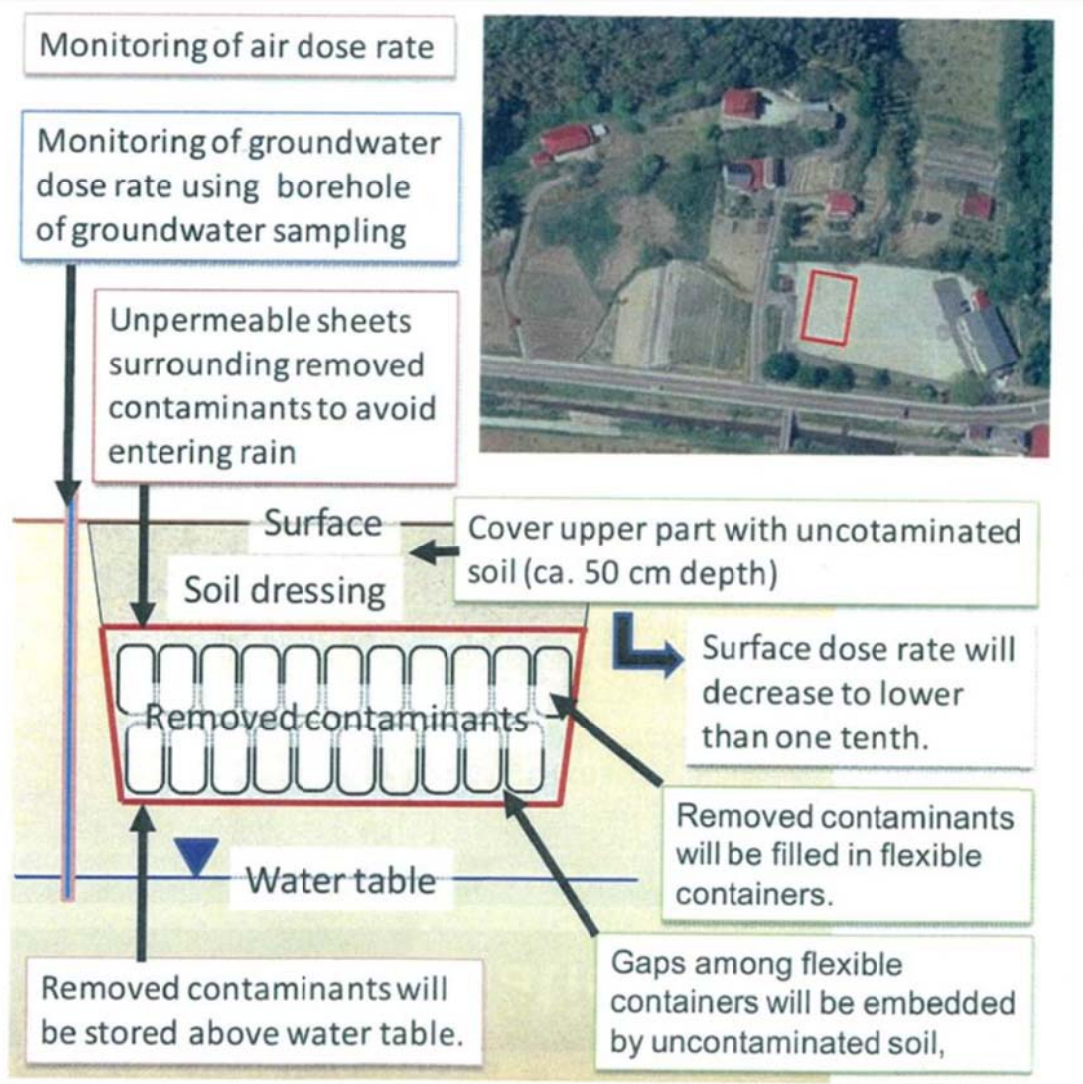 Monitoring of air dose rate
Monitoring of groundwater
dose rate using borehole
of groundwater sampling
Unpermeable sheets
surrounding removed
contaminants to avoid
entering rain
Surface
Soil dressing
Cover upper part with uncotaminated
soil (ca. 50 cm depth)
Surface dose rate will
decrease to lower
than one tenth.
Removed contaminants
Removed contaminants
will be filled in flexible
containers.
Water table
Removed contaminants will
be stored above water table.
Gaps among flexible
containers will be embedded
by uncontaminated soil,